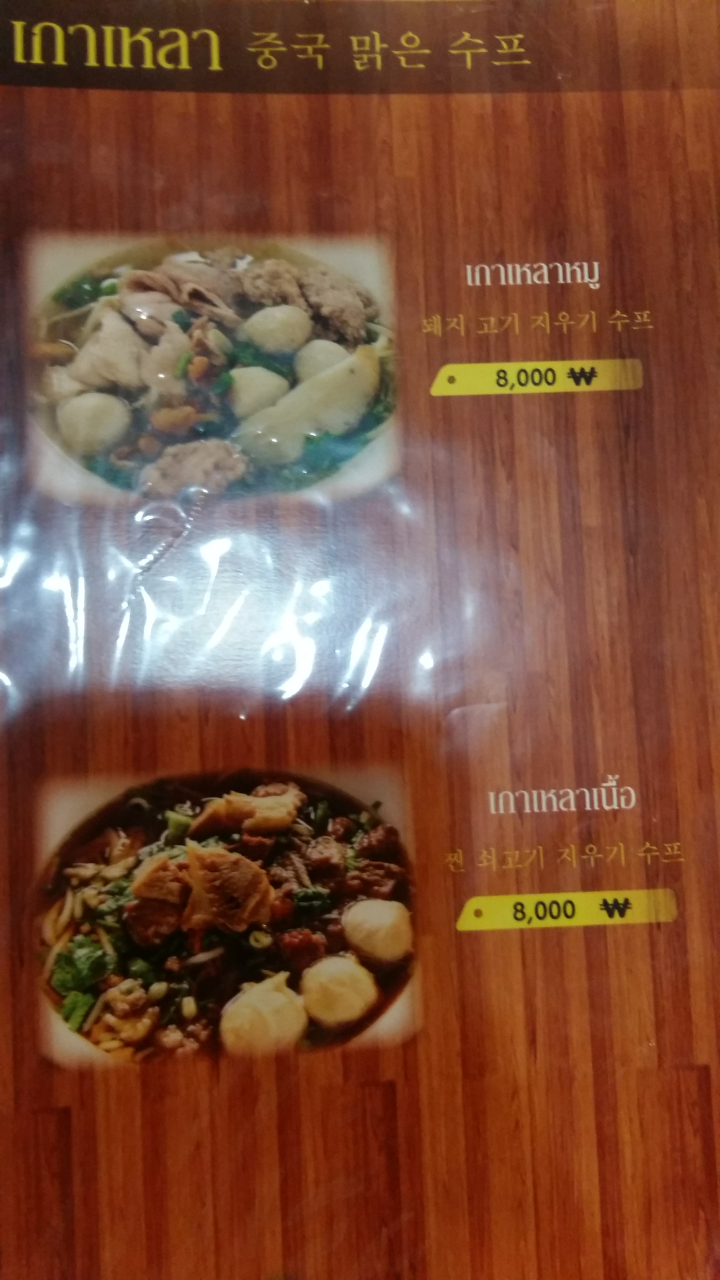 เกาเหลา 중국 맑은 수프
เกาเหลาหมู
돼지 고기 지우기 수프
8,000 ₩
เกาเหลาเนื้อ
찐 쇠고기 지우기 수프
8,000 ₩